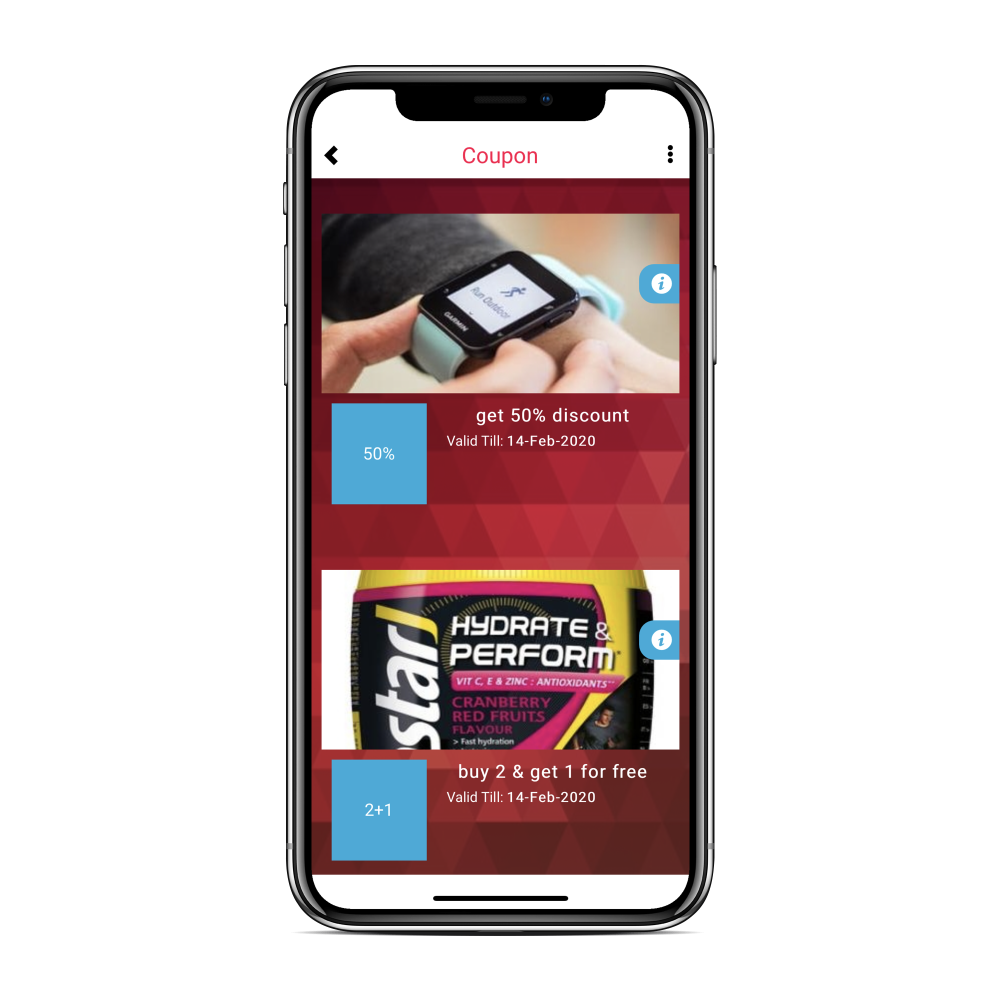 Coupon
Run Outdoor
GARMIN
50%
get 50% discount
Valid Till: 14-Feb-2020
star
HYDRATE &
PERFORM
VIT C, E & ZINC : ANTIOXIDANTS**
CRANBERRY
RED FRUITS
FLAVOUR
> Fast hydration
2+1
buy 2 & get 1 for free
Valid Till: 14-Feb-2020